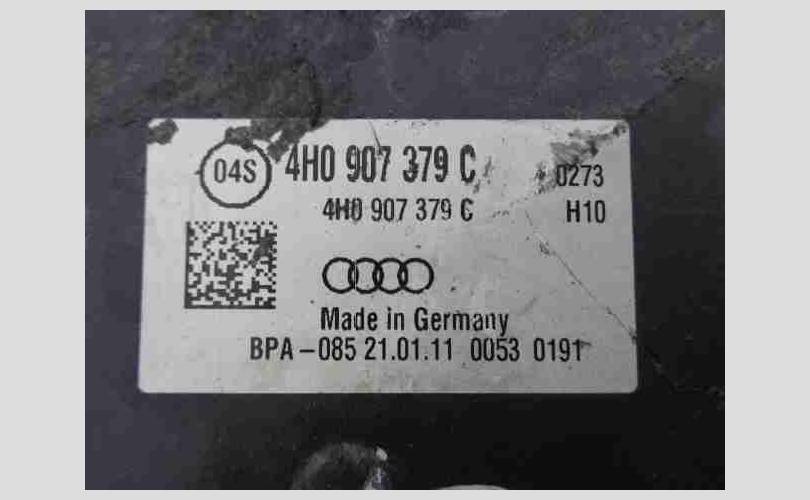 04S 4H0 907 379 C 0273
4H0 907 379 C H10
Made in Germany
BPA-085 21.01.11 0053 0191